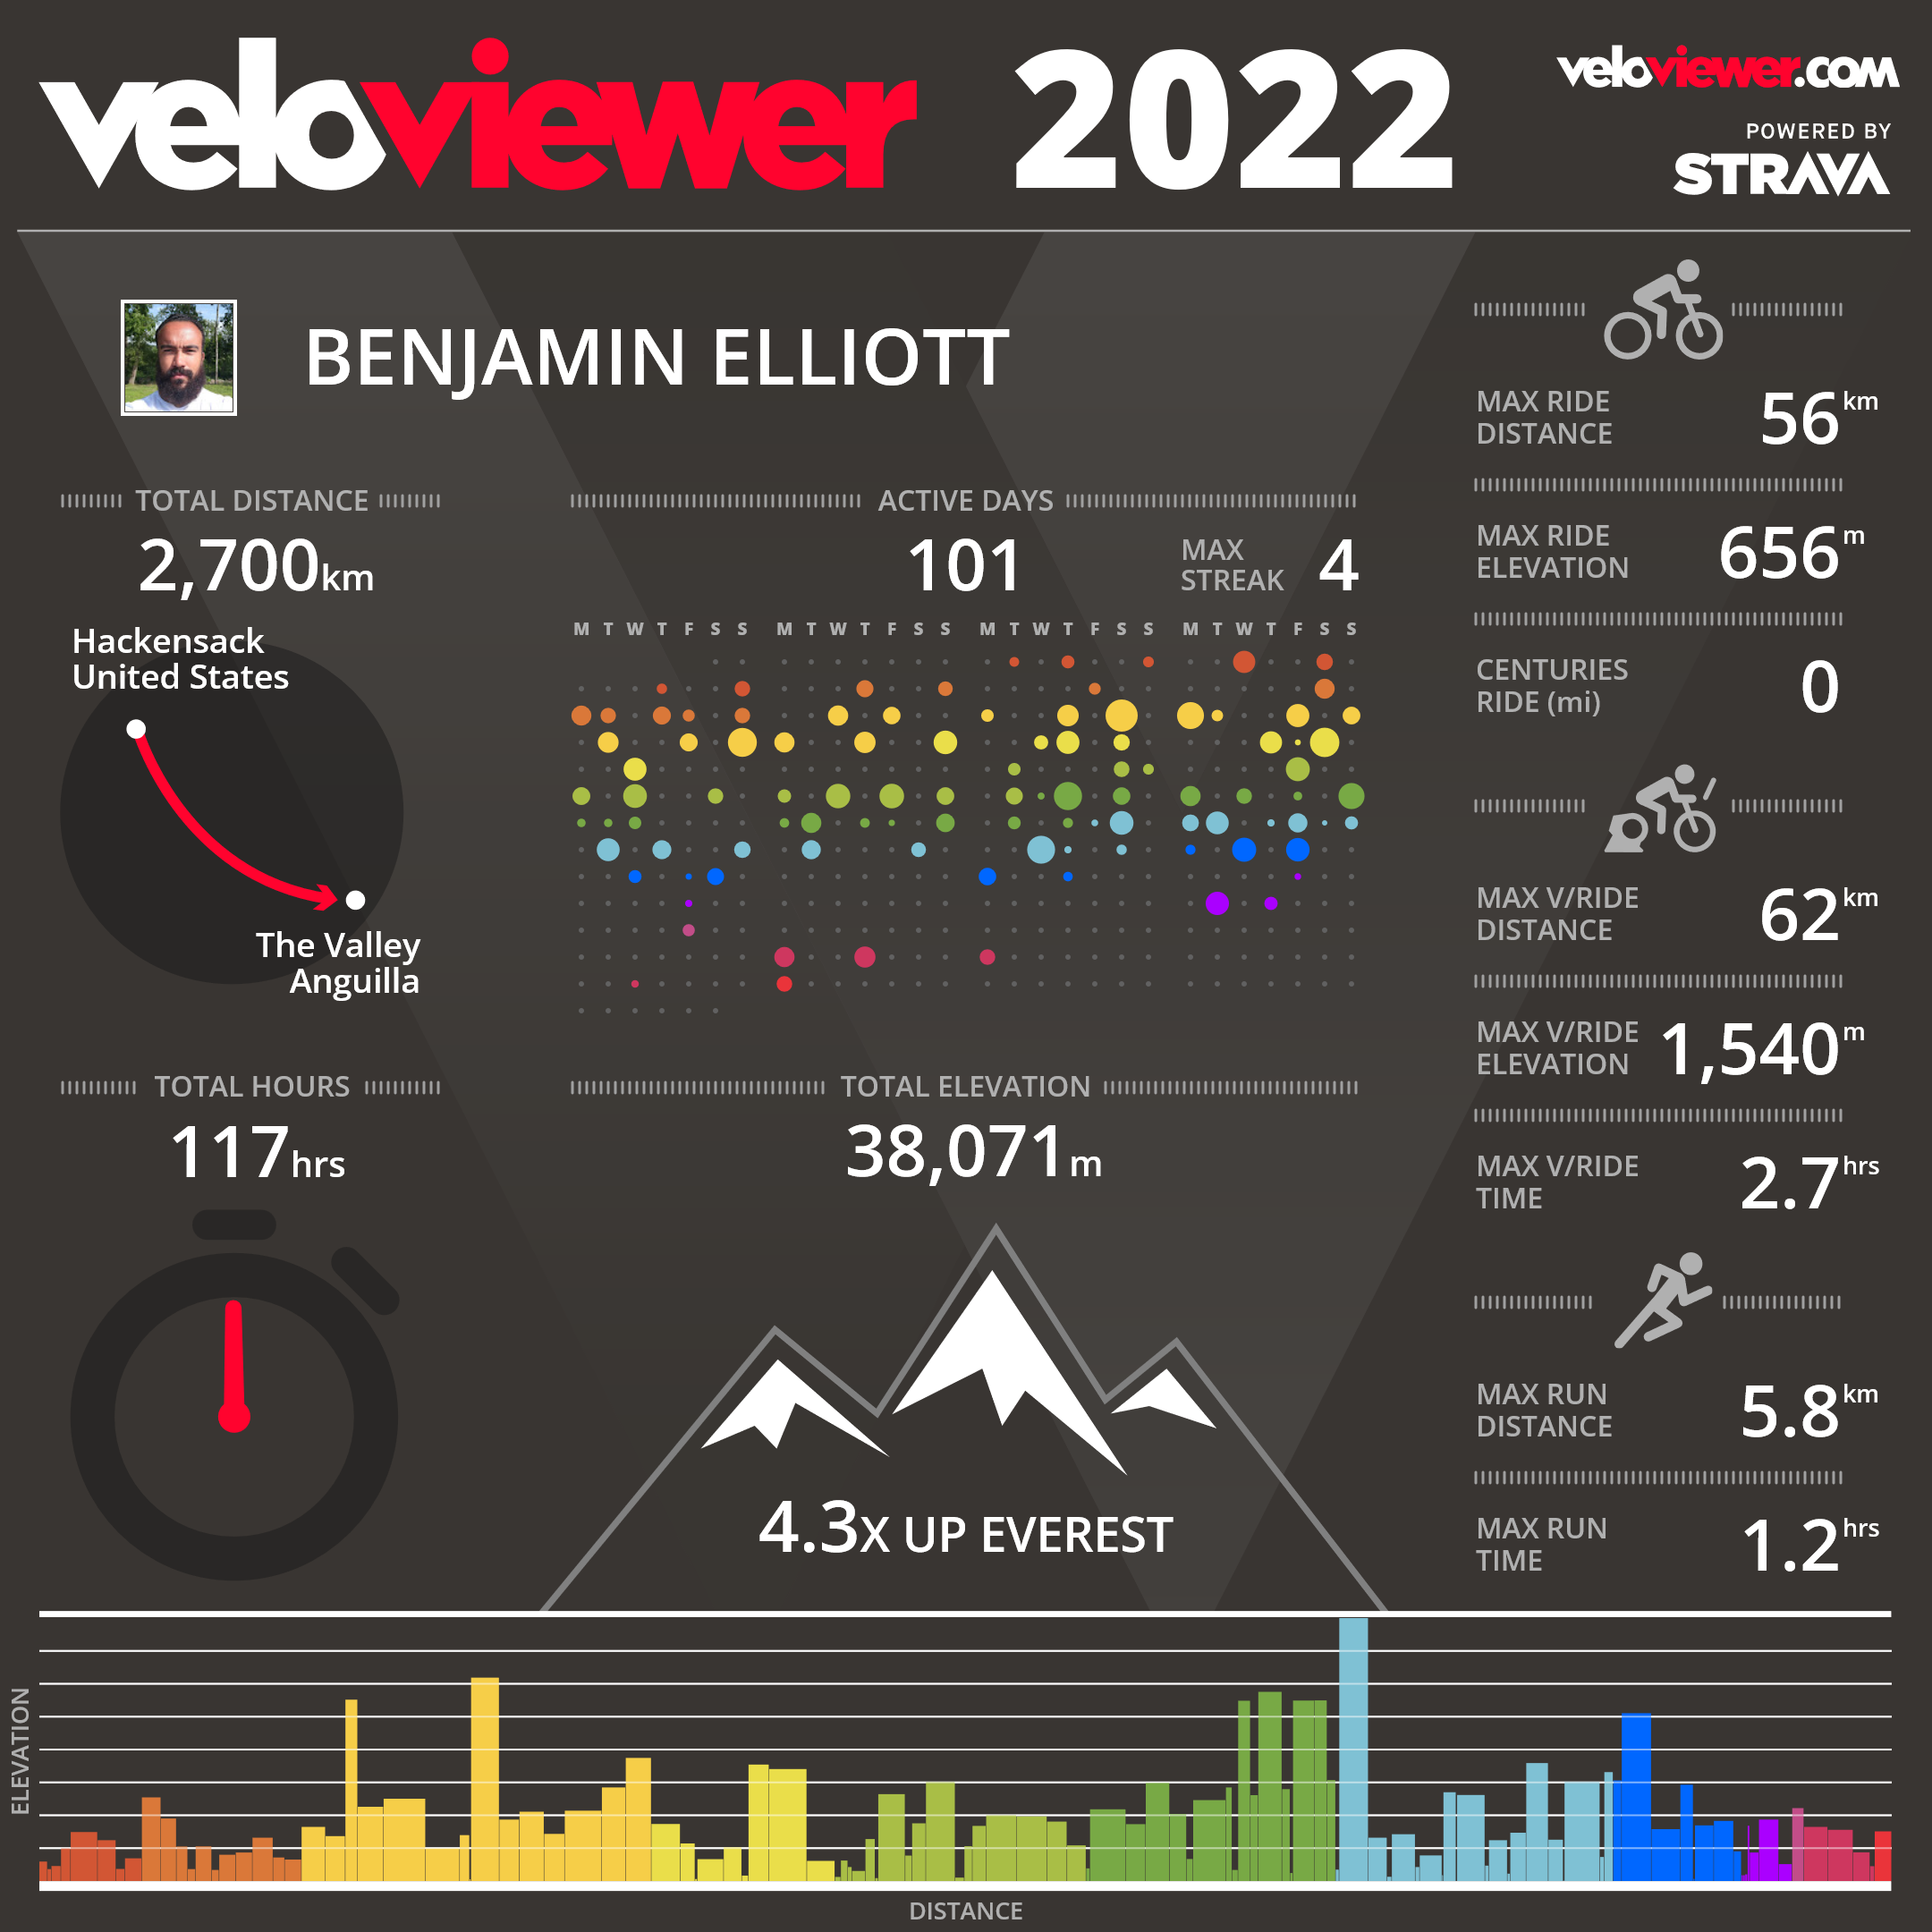 veloviewer 2022
veloviewer.com
POWERED BY
STRAVA
BENJAMIN ELLIOTT
TOTAL DISTANCE
2,700km
Hackensack
United States
The Valley
Anguilla
ACTIVE DAYS
101
MAX
STREAK
4
M T W T F S S M T W T F S S M T W T F S S M T W T F S S
TOTAL HOURS
117hrs
TOTAL ELEVATION
38,071m
4.3X UP EVEREST
MAX RIDE
DISTANCE
56km
MAX RIDE
ELEVATION
656m
CENTURIES
RIDE (mi)
0
MAX V/RIDE
DISTANCE
62km
MAX V/RIDE
ELEVATION
1,540m
MAX V/RIDE
TIME
2.7hrs
MAX RUN
DISTANCE
5.8km
MAX RUN
TIME
1.2hrs
ELEVATION
DISTANCE